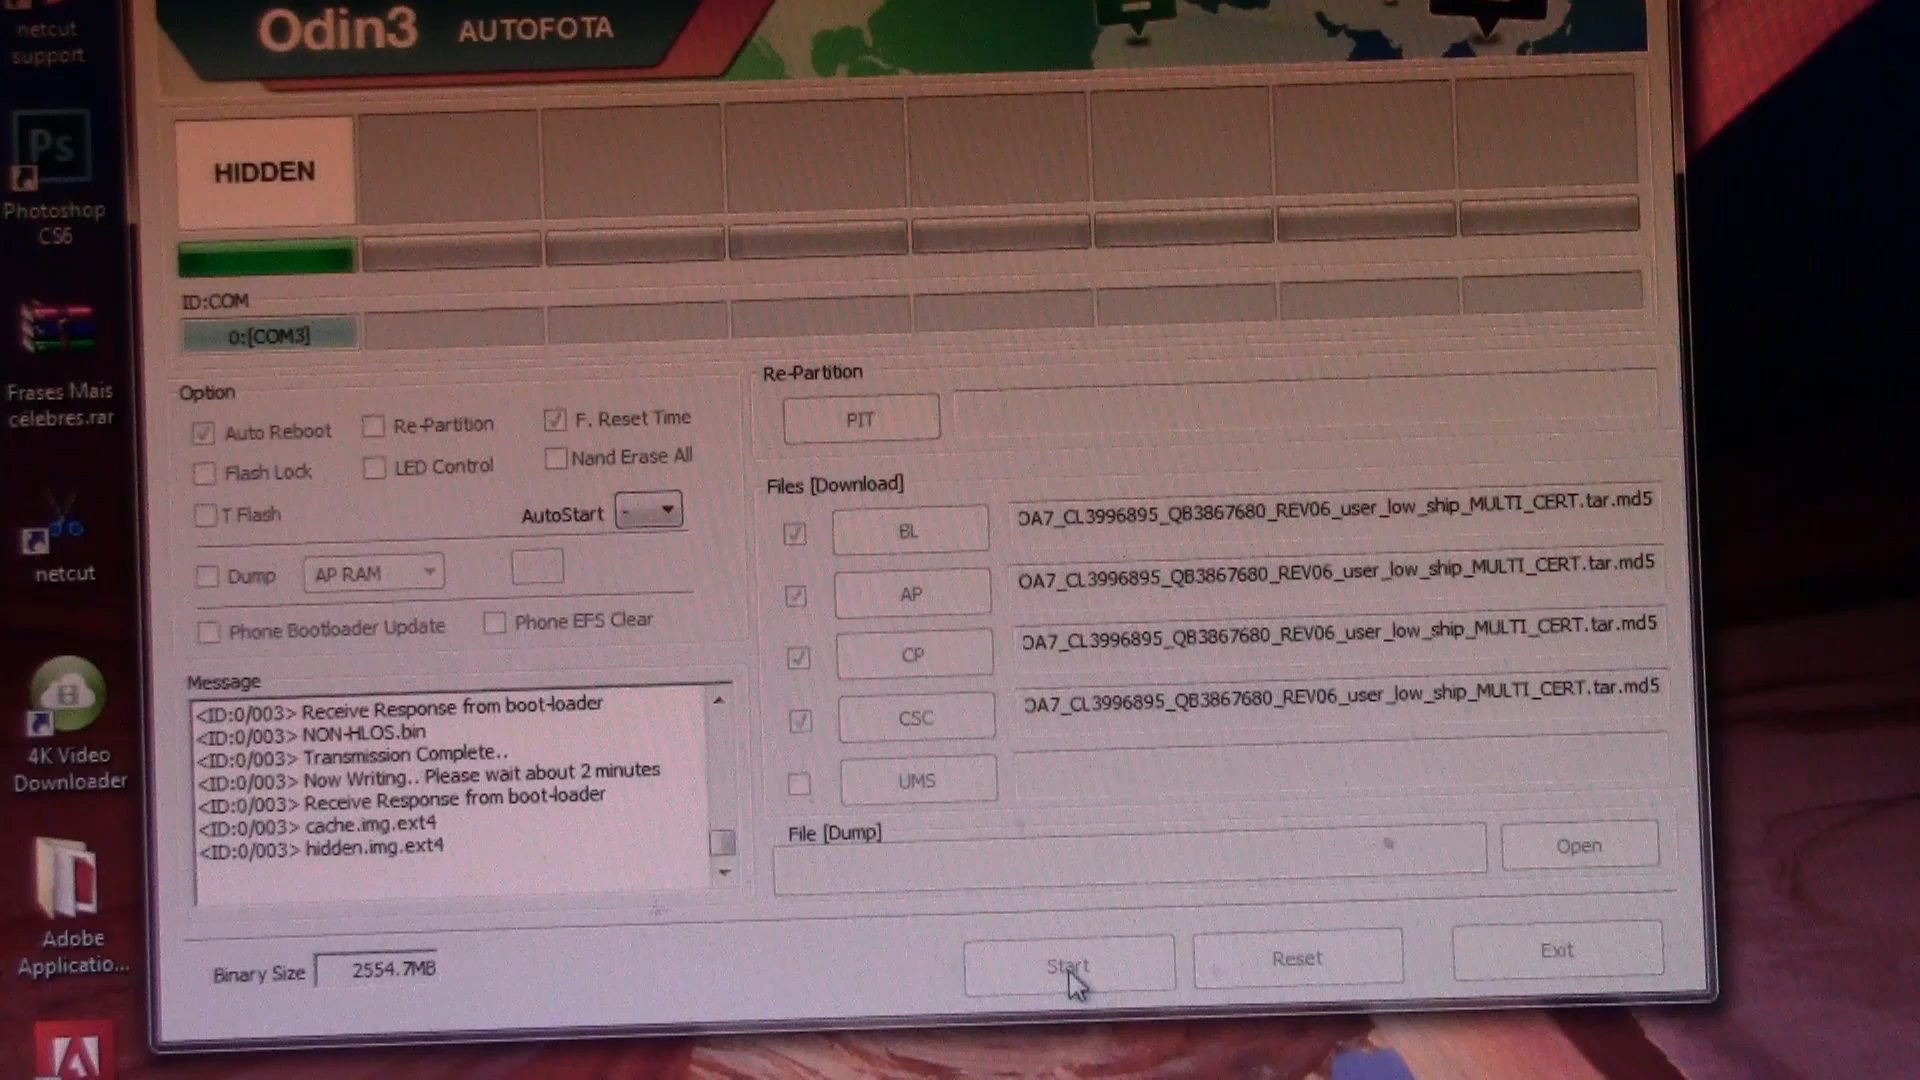 netcut
support
Photoshop
CS6
Frases Mais
célebres.rar
netcut
4K Video
Downloader
Adobe
Applicatio...
Ps
Odin3 AUTOFOTA
HIDDEN
ID:COM
0:[COM3]
Option
Auto Reboot Re-Partition F. Reset Time
Flash Lock LED Control Nand Erase All
T Flash AutoStart -
Dump AP RAM
Phone Bootloader Update Phone EFS Clear
Message
<ID:0/003> Receive Response from boot-loader
<ID:0/003> NON-HLOS.bin
<ID:0/003> Transmission Complete..
<ID:0/003> Now Writing.. Please wait about 2 minutes
<ID:0/003> Receive Response from boot-loader
<ID:0/003> cache.img.ext4
<ID:0/003> hidden.img.ext4
Binary Size 2554.7MB
Re-Partition
PIT
Files [Download]
BL OA7_CL3996895_QB3867680_REV06_user_low_ship_MULTI_CERT.tar.md5
AP OA7_CL3996895_QB3867680_REV06_user_low_ship_MULTI_CERT.tar.md5
CP OA7_CL3996895_QB3867680_REV06_user_low_ship_MULTI_CERT.tar.md5
CSC OA7_CL3996895_QB3867680_REV06_user_low_ship_MULTI_CERT.tar.md5
UMS
File [Dump]
Open
Start Reset Exit